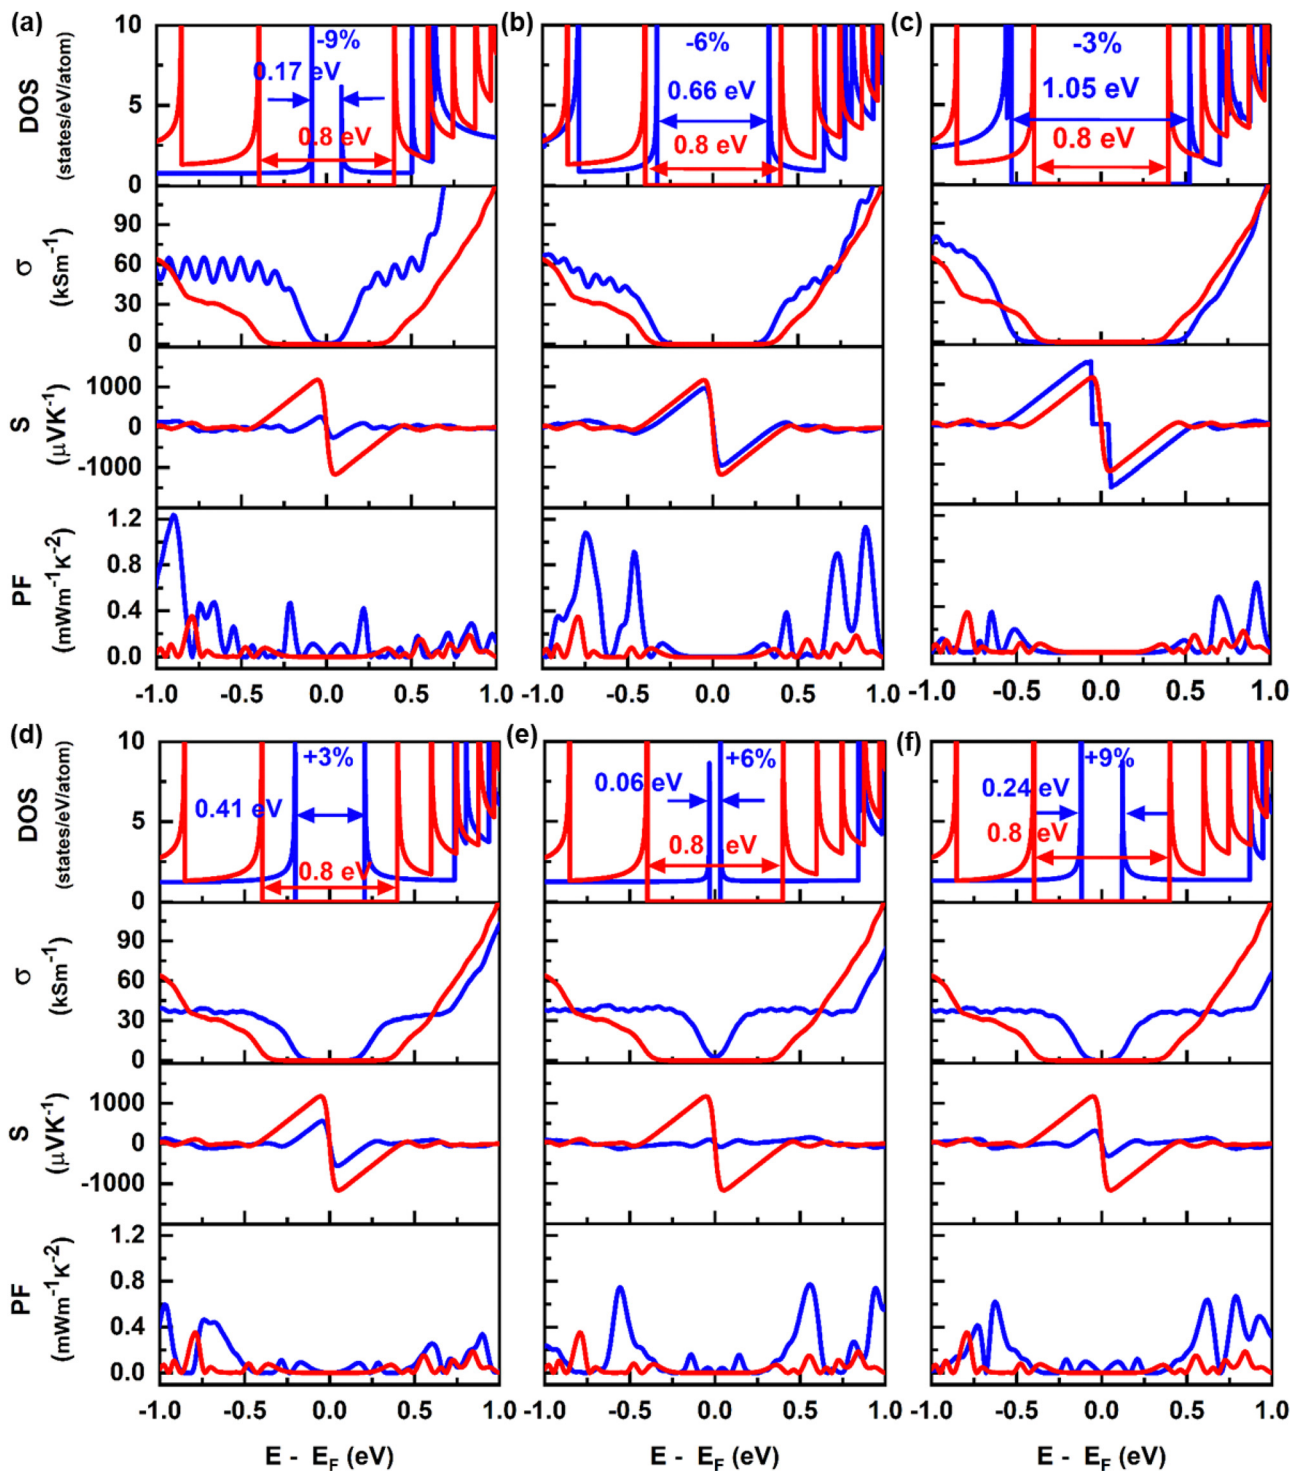 (a)
(b)
(c)
10
5
0
DOS
(states/eV/atom)
-9%
0.17 eV
0.8 eV
-6%
0.66 eV
0.8 eV
-3%
1.05 eV
0.8 eV
90
60
30
0
σ
(kSm⁻¹)
1000
0
-1000
S
(μVK⁻¹)
1.2
0.8
0.4
0.0
PF
(mWm⁻¹K⁻²)
-1.0 -0.5 0.0 0.5 1.0
-1.0 -0.5 0.0 0.5 1.0
-1.0 -0.5 0.0 0.5 1.0
(d)
(e)
(f)
10
5
0
DOS
(states/eV/atom)
+3%
0.41 eV
0.8 eV
+6%
0.06 eV
0.8 eV
+9%
0.24 eV
0.8 eV
90
60
30
0
σ
(kSm⁻¹)
1000
0
-1000
S
(μVK⁻¹)
1.2
0.8
0.4
0.0
PF
(mWm⁻¹K⁻²)
-1.0 -0.5 0.0 0.5 1.0
-1.0 -0.5 0.0 0.5 1.0
-1.0 -0.5 0.0 0.5 1.0
E - E_F (eV)
E - E_F (eV)
E - E_F (eV)